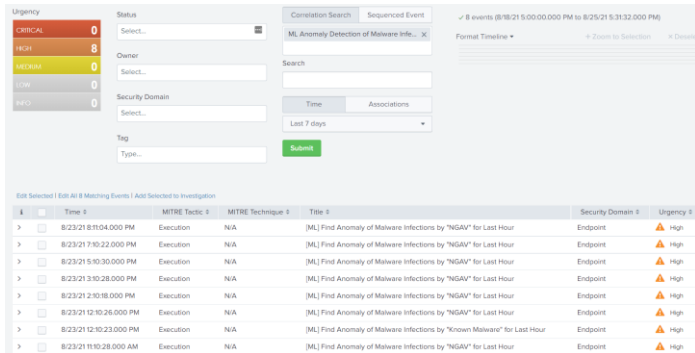 Urgency
CRITICAL 0
HIGH 8
MEDIUM 0
LOW 0
INFO 0
Status
Select...
Owner
Select...
Security Domain
Select...
Tag
Type...
Correlation Search Sequenced Event
ML Anomaly Detection of Malware Infe... ×
Search
Time Associations
Last 7 days
Submit
✓ 8 events (8/18/21 5:00:00.000 PM to 8/25/21 5:31:32.000 PM)
Format Timeline + Zoom to Selection × Desele
Edit Selected | Edit All 8 Matching Events | Add Selected to Investigation
i Time MITRE Tactic MITRE Technique Title Security Domain Urgency
> 8/23/21 8:11:04.000 PM Execution N/A [ML] Find Anomaly of Malware Infections by "NGAV" for Last Hour Endpoint High
> 8/23/21 7:10:22.000 PM Execution N/A [ML] Find Anomaly of Malware Infections by "NGAV" for Last Hour Endpoint High
> 8/23/21 5:10:30.000 PM Execution N/A [ML] Find Anomaly of Malware Infections by "NGAV" for Last Hour Endpoint High
> 8/23/21 3:10:28.000 PM Execution N/A [ML] Find Anomaly of Malware Infections by "NGAV" for Last Hour Endpoint High
> 8/23/21 2:10:18.000 PM Execution N/A [ML] Find Anomaly of Malware Infections by "NGAV" for Last Hour Endpoint High
> 8/23/21 12:10:26.000 PM Execution N/A [ML] Find Anomaly of Malware Infections by "NGAV" for Last Hour Endpoint High
> 8/23/21 12:10:23.000 PM Execution N/A [ML] Find Anomaly of Malware Infections by "Known Malware" for Last Hour Endpoint High
> 8/23/21 11:10:28.000 AM Execution N/A [ML] Find Anomaly of Malware Infections by "NGAV" for Last Hour Endpoint High